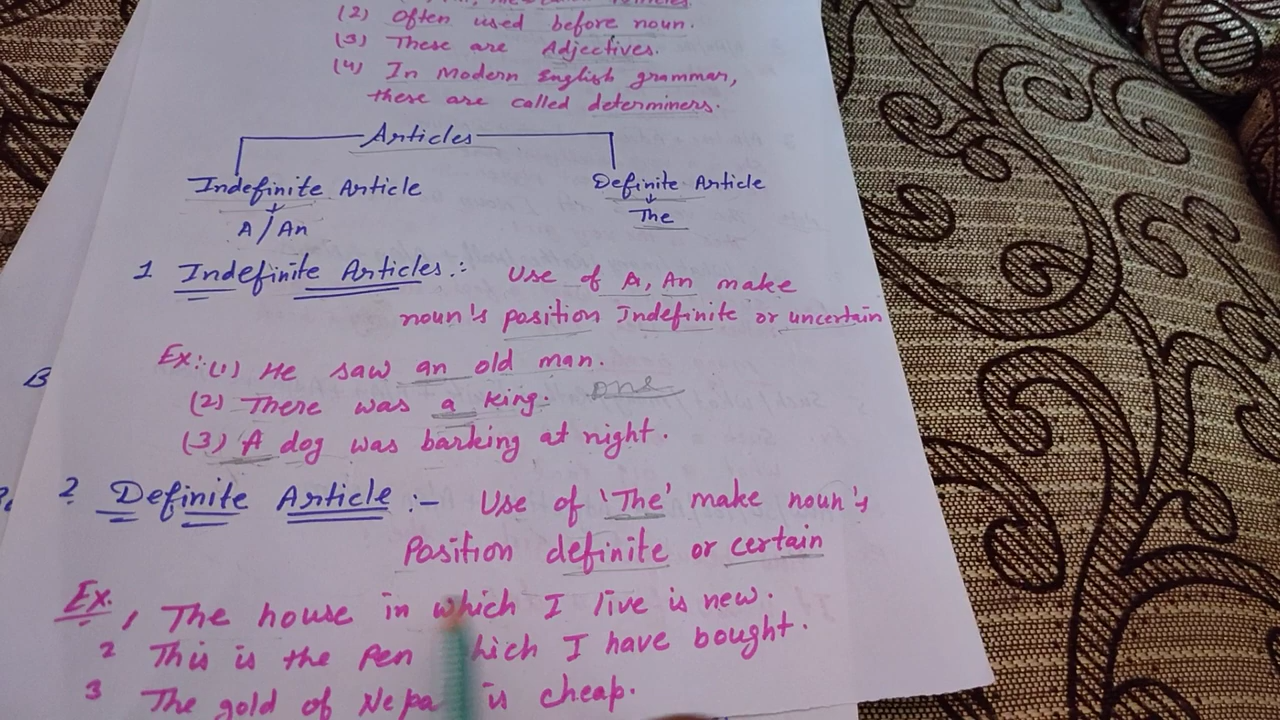 (2) Often used before noun.
(3) These are Adjectives.
(4) In Modern English grammar,
these are called determiners.
Articles
Indefinite Article Definite Article
A/An The
1 Indefinite Articles :- Use of A, An make
noun's position Indefinite or uncertain
Ex:- (1) He saw an old man.
(2) There was a king. one
(3) A dog was barking at night.
2 Definite Article :- Use of 'The' make noun's
Position definite or certain
Ex. 1 The house in which I live is new.
2 This is the Pen hich I have bought.
3 The gold of Nepa is cheap.
B